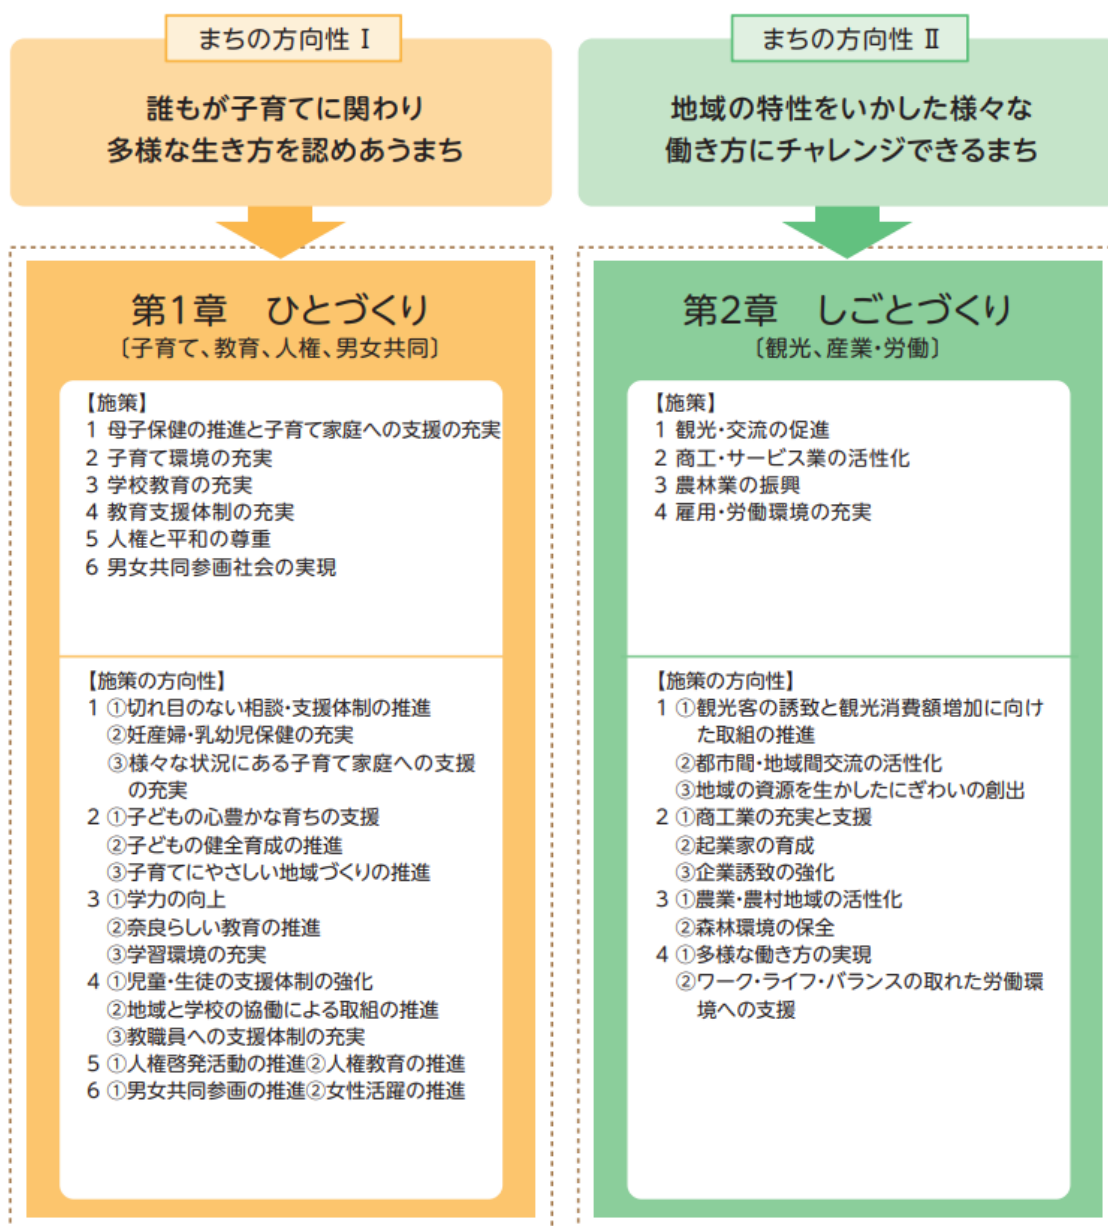 まちの方向性 Ⅰ
誰もが子育てに関わり
多様な生き方を認めあうまち
第1章　ひとづくり
〔子育て、教育、人権、男女共同〕
【施策】
1 母子保健の推進と子育て家庭への支援の充実
2 子育て環境の充実
3 学校教育の充実
4 教育支援体制の充実
5 人権と平和の尊重
6 男女共同参画社会の実現
【施策の方向性】
1 ①切れ目のない相談・支援体制の推進
②妊産婦・乳幼児保健の充実
③様々な状況にある子育て家庭への支援
の充実
2 ①子どもの心豊かな育ちの支援
②子どもの健全育成の推進
③子育てにやさしい地域づくりの推進
3 ①学力の向上
②奈良らしい教育の推進
③学習環境の充実
4 ①児童・生徒の支援体制の強化
②地域と学校の協働による取組の推進
③教職員への支援体制の充実
5 ①人権啓発活動の推進②人権教育の推進
6 ①男女共同参画の推進②女性活躍の推進
まちの方向性 Ⅱ
地域の特性をいかした様々な
働き方にチャレンジできるまち
第2章　しごとづくり
〔観光、産業・労働〕
【施策】
1 観光・交流の促進
2 商工・サービス業の活性化
3 農林業の振興
4 雇用・労働環境の充実
【施策の方向性】
1 ①観光客の誘致と観光消費額増加に向け
た取組の推進
②都市間・地域間交流の活性化
③地域の資源を生かしたにぎわいの創出
2 ①商工業の充実と支援
②起業家の育成
③企業誘致の強化
3 ①農業・農村地域の活性化
②森林環境の保全
4 ①多様な働き方の実現
②ワーク・ライフ・バランスの取れた労働環
境への支援